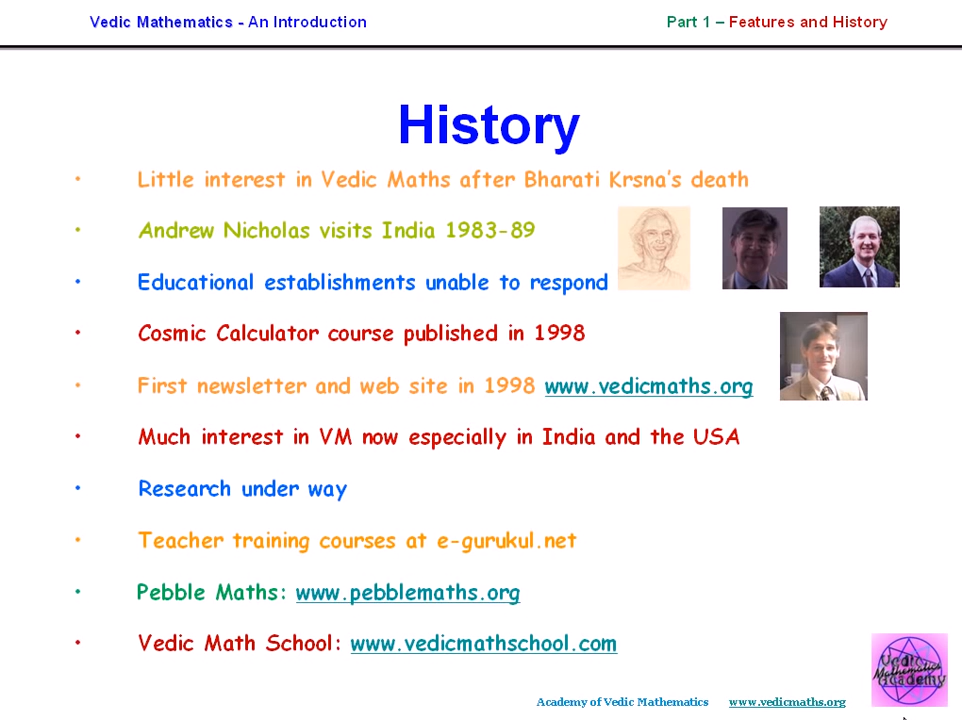 Vedic Mathematics - An Introduction
Part 1 – Features and History
History
• Little interest in Vedic Maths after Bharati Krsna's death
• Andrew Nicholas visits India 1983-89
• Educational establishments unable to respond
• Cosmic Calculator course published in 1998
• First newsletter and web site in 1998 www.vedicmaths.org
• Much interest in VM now especially in India and the USA
• Research under way
• Teacher training courses at e-gurukul.net
• Pebble Maths: www.pebblemaths.org
• Vedic Math School: www.vedicmathschool.com
Vedic
Mathematics
Academy
Academy of Vedic Mathematics www.vedicmaths.org